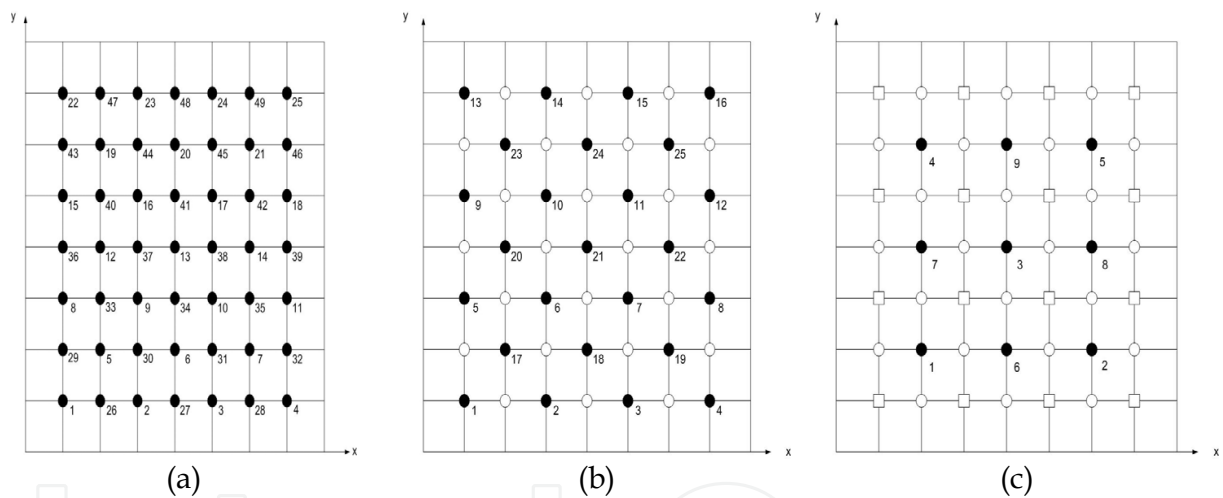 y y y
22 47 23 48 24 49 25 13 14 15 16
43 19 44 20 45 21 46 23 24 25 4 9 5
15 40 16 41 17 42 18 9 10 11 12
36 12 37 13 38 14 39 20 21 22 7 3 8
8 33 9 34 10 35 11 5 6 7 8
29 5 30 6 31 7 32 17 18 19 1 6 2
1 26 2 27 3 28 4 1 2 3 4
x x x
(a) (b) (c)